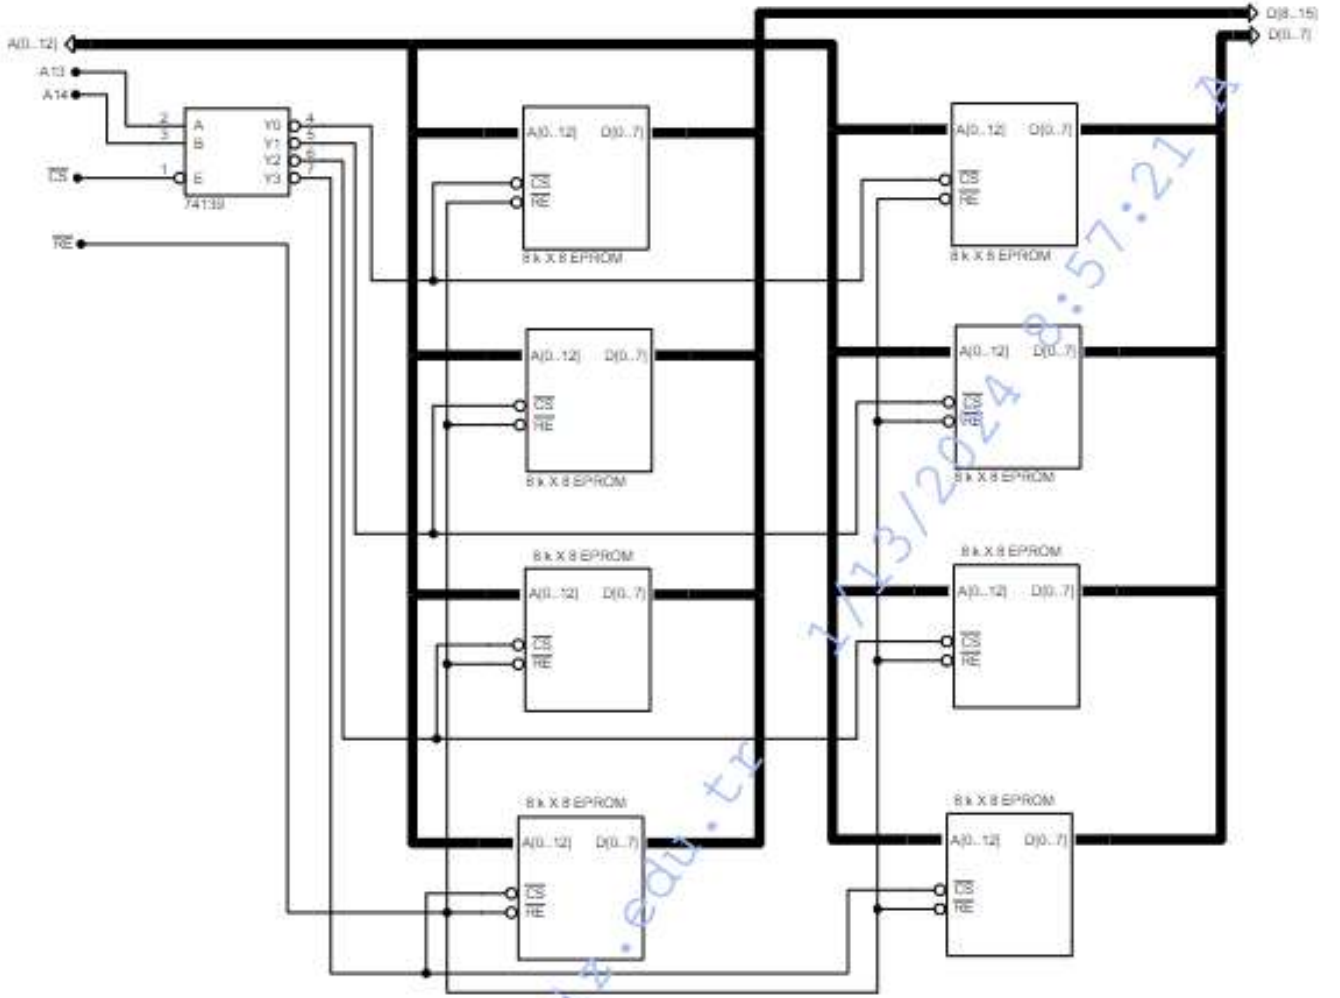 D(8..15)
A(0..12)
D(0..7)
A13
A14
2 A Y0 4
3 B Y1 5
Y2 6
CS 1 E Y3 7
74139
RE
A(0..12) D(0..7)
CS
RE
8 k X 8 EPROM
A(0..12) D(0..7)
CS
RE
8 k X 8 EPROM
A(0..12) D(0..7)
CS
RE
8 k X 8 EPROM
A(0..12) D(0..7)
CS
RE
8 k X 8 EPROM
8 k X 8 EPROM
A(0..12) D(0..7)
CS
RE
8 k X 8 EPROM
A(0..12) D(0..7)
CS
RE
8 k X 8 EPROM
A(0..12) D(0..7)
CS
RE
8 k X 8 EPROM
A(0..12) D(0..7)
CS
RE
z.edu.tr 1/13/2024 8:57:21 A